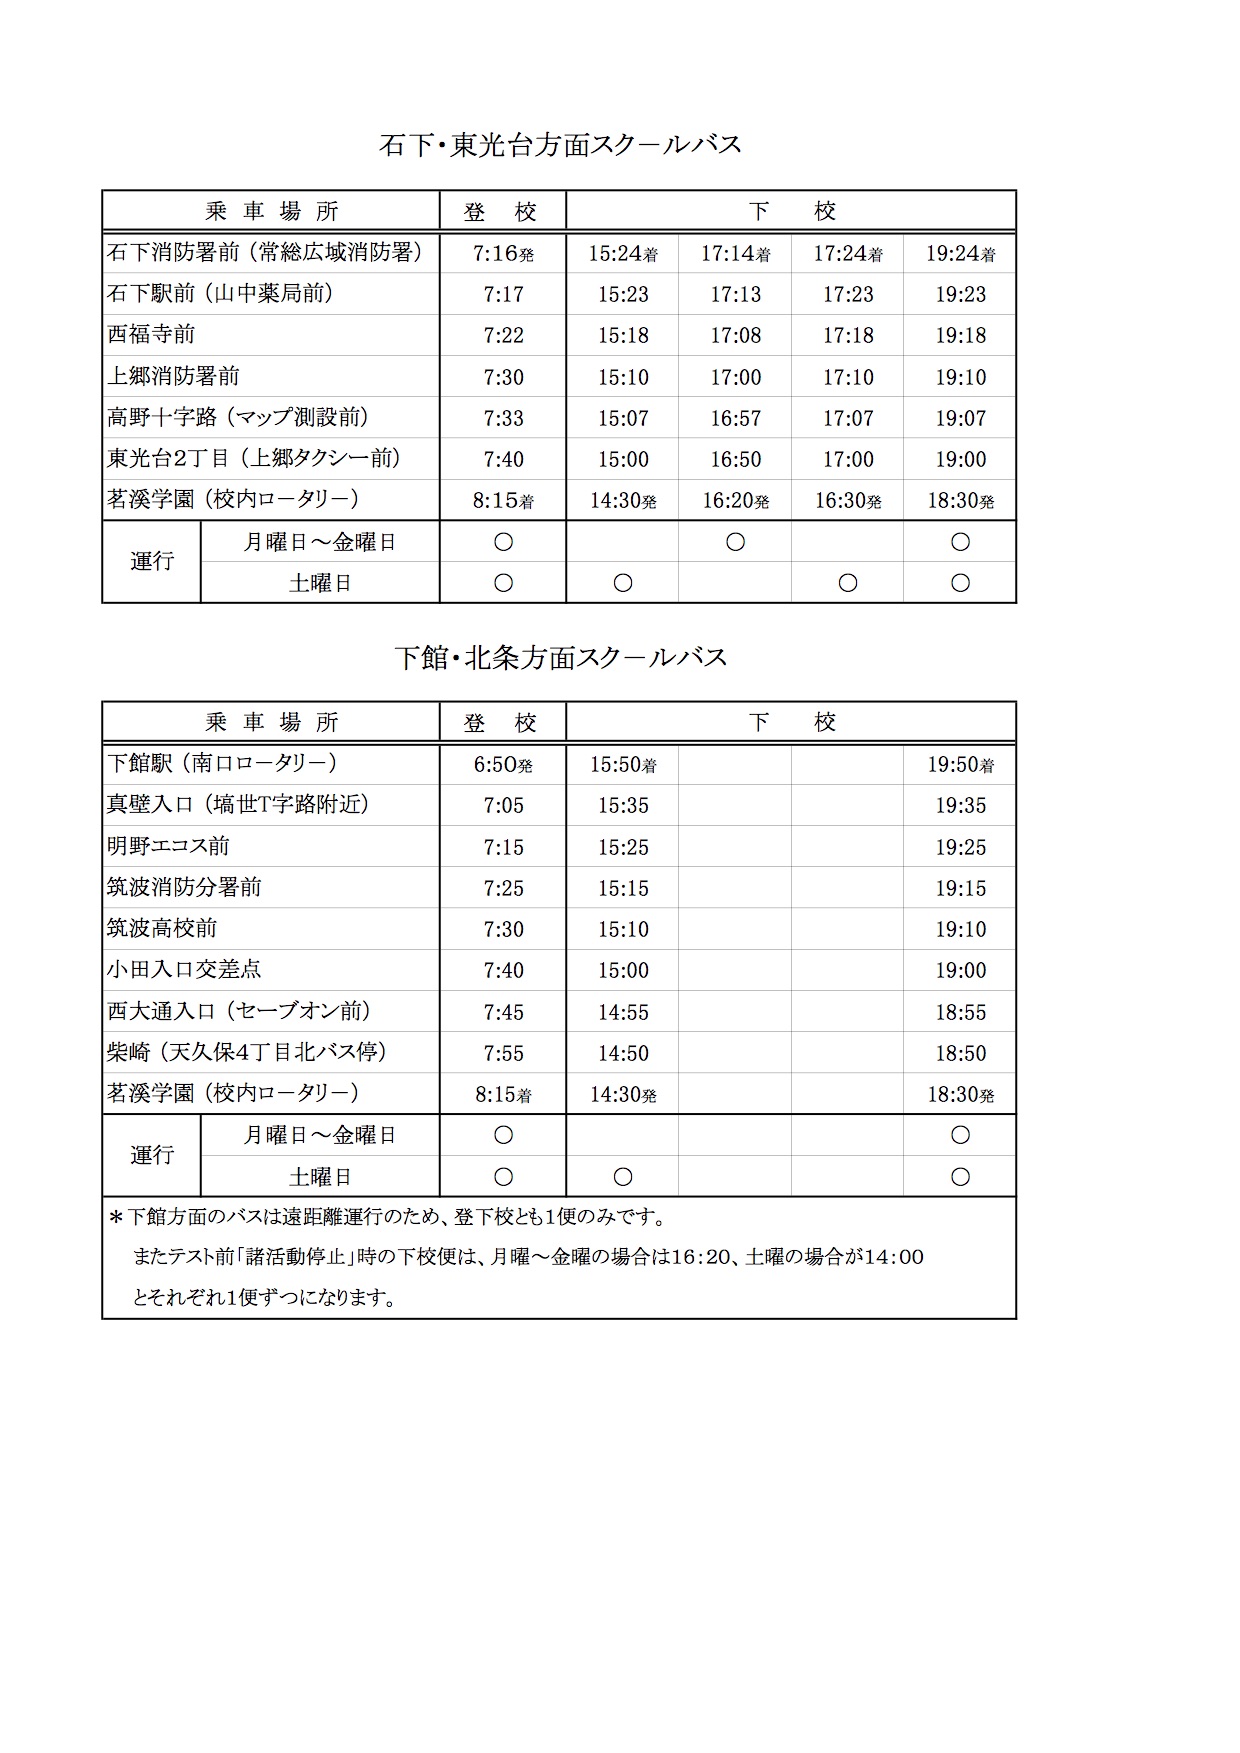 石下・東光台方面スクールバス
乗 車 場 所 登 校 下 校
石下消防署前（常総広域消防署） 7:16発 15:24着 17:14着 17:24着 19:24着
石下駅前（山中薬局前） 7:17 15:23 17:13 17:23 19:23
西福寺前 7:22 15:18 17:08 17:18 19:18
上郷消防署前 7:30 15:10 17:00 17:10 19:10
高野十字路（マップ測設前） 7:33 15:07 16:57 17:07 19:07
東光台2丁目（上郷タクシー前） 7:40 15:00 16:50 17:00 19:00
茗溪学園（校内ロータリー） 8:15着 14:30発 16:20発 16:30発 18:30発
運行 月曜日～金曜日 ○ ○ ○
土曜日 ○ ○ ○ ○
下館・北条方面スクールバス
乗 車 場 所 登 校 下 校
下館駅（南口ロータリー） 6:50発 15:50着 19:50着
真壁入口（塙世T字路附近） 7:05 15:35 19:35
明野エコス前 7:15 15:25 19:25
筑波消防分署前 7:25 15:15 19:15
筑波高校前 7:30 15:10 19:10
小田入口交差点 7:40 15:00 19:00
西大通入口（セーブオン前） 7:45 14:55 18:55
柴崎（天久保4丁目北バス停） 7:55 14:50 18:50
茗溪学園（校内ロータリー） 8:15着 14:30発 18:30発
運行 月曜日～金曜日 ○ ○
土曜日 ○ ○ ○
＊下館方面のバスは遠距離運行のため、登下校とも1便のみです。
またテスト前「諸活動停止」時の下校便は、月曜～金曜の場合は16:20、土曜の場合が14:00
とそれぞれ1便ずつになります。